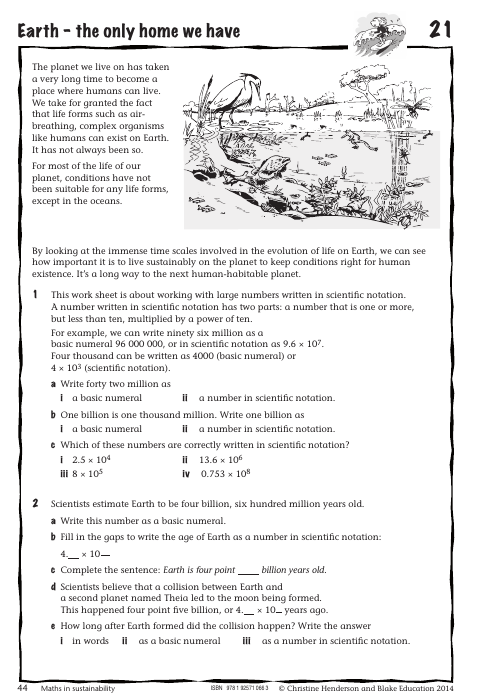 Earth – the only home we have
21
The planet we live on has taken
a very long time to become a
place where humans can live.
We take for granted the fact
that life forms such as air-
breathing, complex organisms
like humans can exist on Earth.
It has not always been so.
For most of the life of our
planet, conditions have not
been suitable for any life forms,
except in the oceans.
By looking at the immense time scales involved in the evolution of life on Earth, we can see
how important it is to live sustainably on the planet to keep conditions right for human
existence. It's a long way to the next human-habitable planet.
1 This work sheet is about working with large numbers written in scientific notation.
A number written in scientific notation has two parts: a number that is one or more,
but less than ten, multiplied by a power of ten.
For example, we can write ninety six million as a
basic numeral 96 000 000, or in scientific notation as 9.6 × 10⁷.
Four thousand can be written as 4000 (basic numeral) or
4 × 10³ (scientific notation).
a Write forty two million as
i a basic numeral ii a number in scientific notation.
b One billion is one thousand million. Write one billion as
i a basic numeral ii a number in scientific notation.
c Which of these numbers are correctly written in scientific notation?
i 2.5 × 10⁴ ii 13.6 × 10⁶
iii 8 × 10⁵ iv 0.753 × 10⁸
2 Scientists estimate Earth to be four billion, six hundred million years old.
a Write this number as a basic numeral.
b Fill in the gaps to write the age of Earth as a number in scientific notation:
4.__ × 10__
c Complete the sentence: Earth is four point ____ billion years old.
d Scientists believe that a collision between Earth and
a second planet named Theia led to the moon being formed.
This happened four point five billion, or 4.__ × 10__ years ago.
e How long after Earth formed did the collision happen? Write the answer
i in words ii as a basic numeral iii as a number in scientific notation.
44 Maths in sustainability ISBN 978 1 92571 066 3 © Christine Henderson and Blake Education 2014